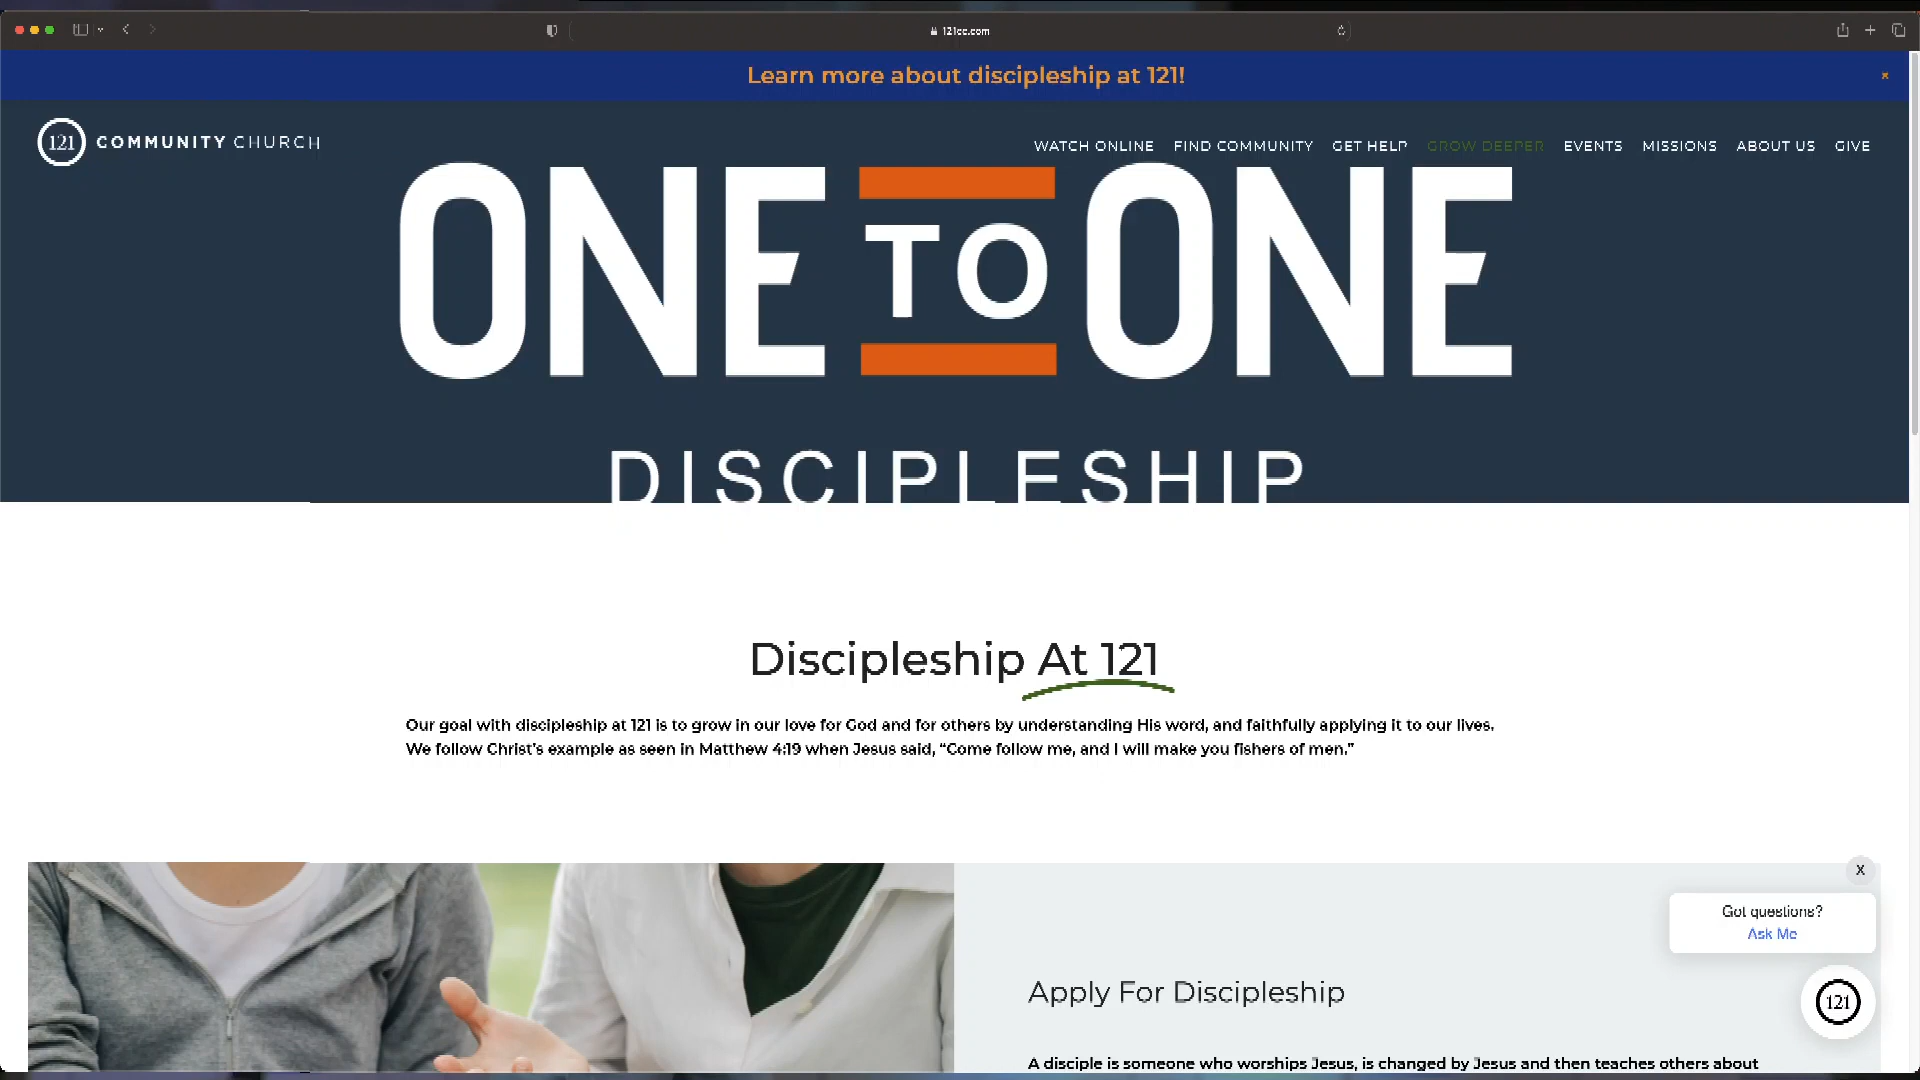 121cc.com
Learn more about discipleship at 121!
×
121 COMMUNITY CHURCH
WATCH ONLINE FIND COMMUNITY GET HELP GROW DEEPER EVENTS MISSIONS ABOUT US GIVE
ONE TO ONE
DISCIPLESHIP
Discipleship At 121
Our goal with discipleship at 121 is to grow in our love for God and for others by understanding His word, and faithfully applying it to our lives.
We follow Christ’s example as seen in Matthew 4:19 when Jesus said, “Come follow me, and I will make you fishers of men.”
X
Got questions?
Ask Me
Apply For Discipleship
121
A disciple is someone who worships Jesus, is changed by Jesus and then teaches others about